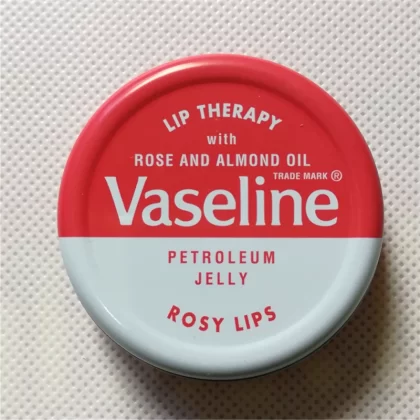 LIP THERAPY
with
ROSE AND ALMOND OIL
TRADE MARK ®
Vaseline
PETROLEUM
JELLY
ROSY LIPS